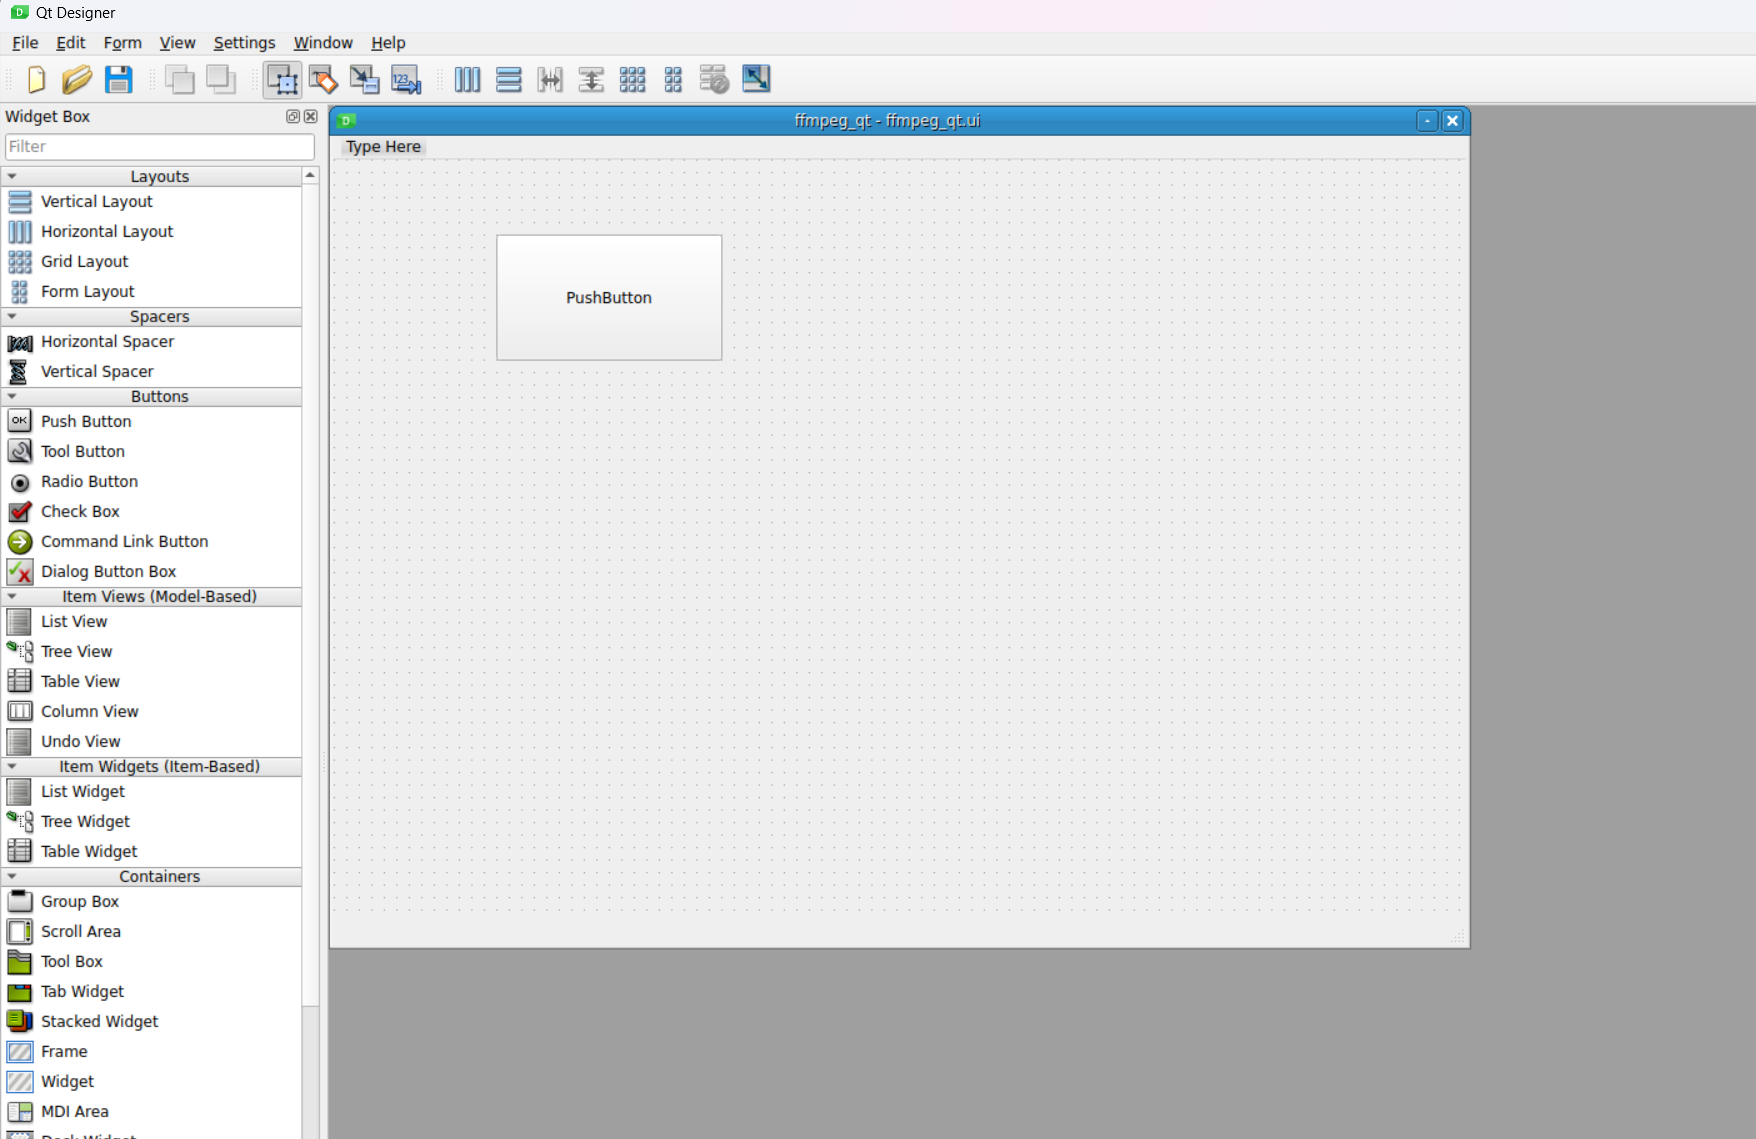 Qt Designer
File Edit Form View Settings Window Help
Widget Box
Filter
Layouts
Vertical Layout
Horizontal Layout
Grid Layout
Form Layout
Spacers
Horizontal Spacer
Vertical Spacer
Buttons
OK Push Button
Tool Button
Radio Button
Check Box
Command Link Button
Dialog Button Box
Item Views (Model-Based)
List View
Tree View
Table View
Column View
Undo View
Item Widgets (Item-Based)
List Widget
Tree Widget
Table Widget
Containers
Group Box
Scroll Area
Tool Box
Tab Widget
Stacked Widget
Frame
Widget
MDI Area
Dock Widget
ffmpeg_qt - ffmpeg_qt.ui
Type Here
PushButton
123